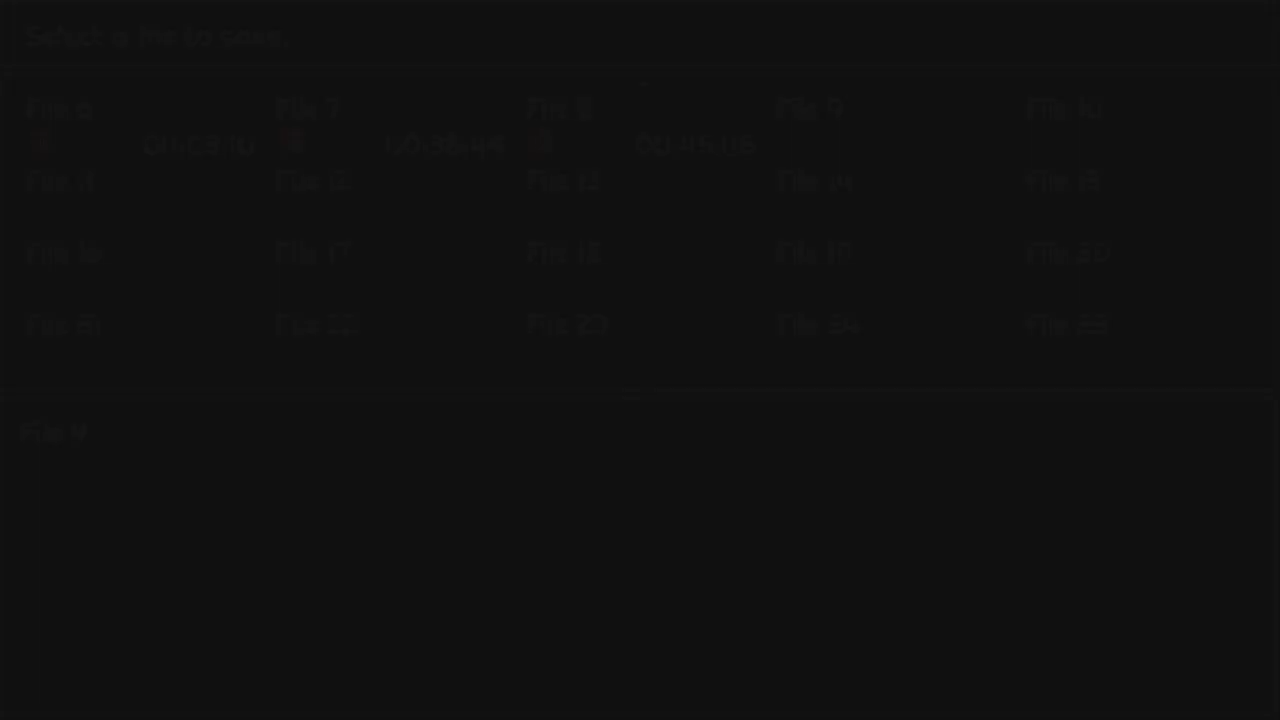 Select a file to save.
File 6 File 7 File 8 File 9 File 10
File 11 File 12 File 13 File 14 File 15
File 16 File 17 File 18 File 19 File 20
File 21 File 22 File 23 File 24 File 25
File 9